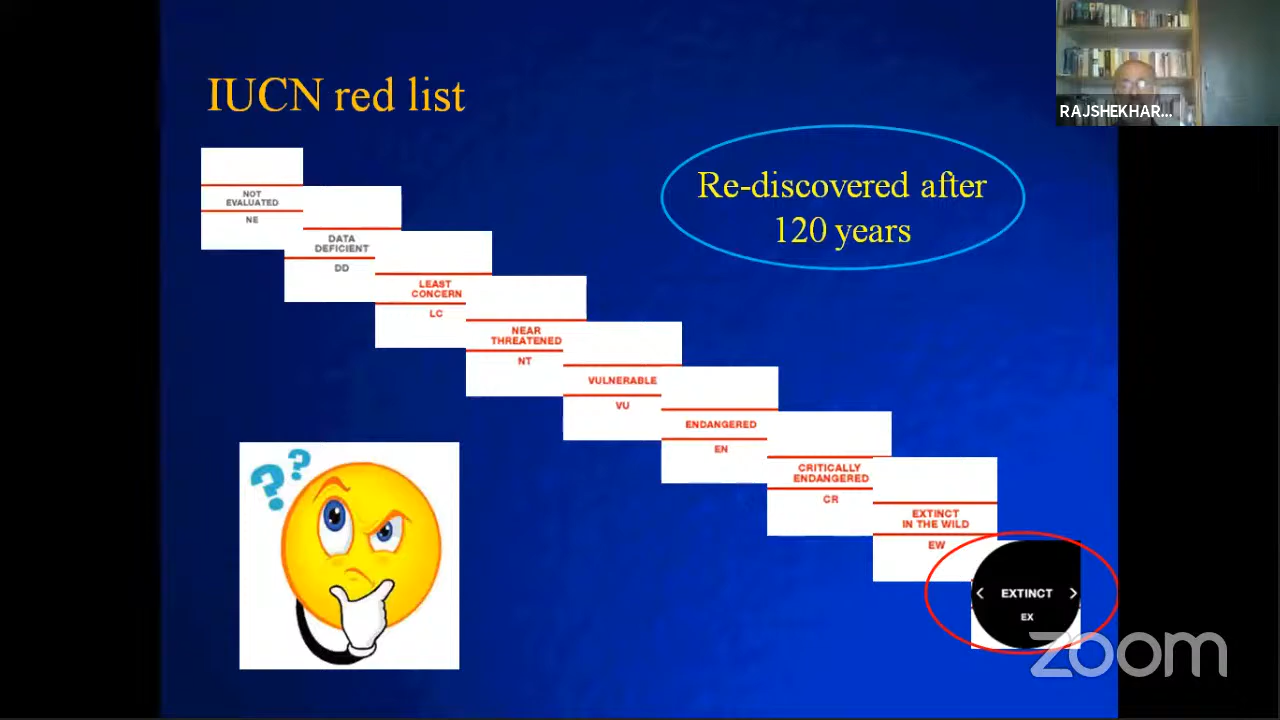 IUCN red list
RAJSHEKHAR...
Re-discovered after
120 years
NOT
EVALUATED
NE
DATA
DEFICIENT
DD
LEAST
CONCERN
LC
NEAR
THREATENED
NT
VULNERABLE
VU
ENDANGERED
EN
CRITICALLY
ENDANGERED
CR
EXTINCT
IN THE WILD
EW
< EXTINCT >
EX
??
zoom